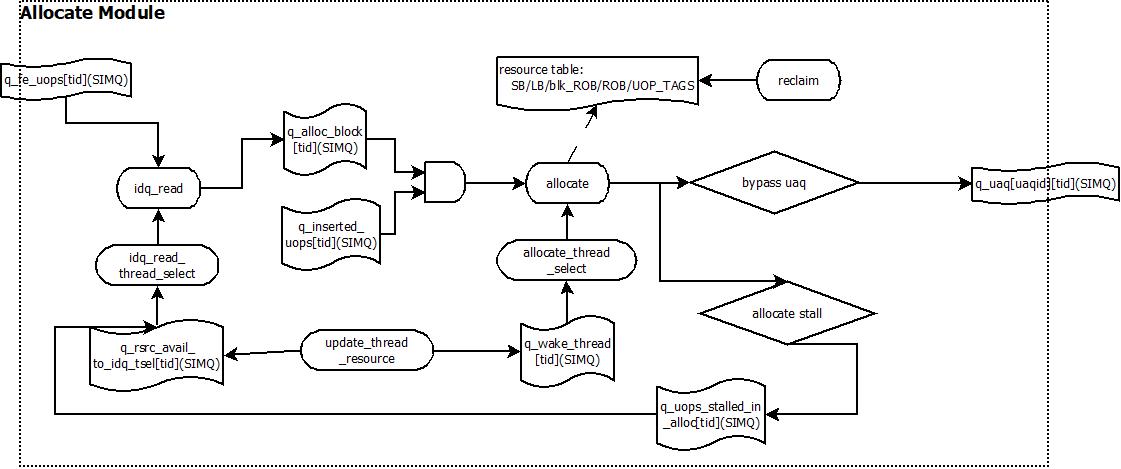 Allocate Module
q_fe_uops[tid](SIMQ)
resource table:
SB/LB/blk_ROB/ROB/UOP_TAGS
reclaim
q_alloc_block
[tid](SIMQ)
idq_read
allocate
bypass uaq
q_uaq[uaqid][tid](SIMQ)
q_inserted_
uops[tid](SIMQ)
idq_read_
thread_select
allocate_thread
_select
allocate stall
q_rsrc_avail_
to_idq_tsel[tid](SIMQ)
update_thread
_resource
q_wake_thread
[tid](SIMQ)
q_uops_stalled_in
_alloc[tid](SIMQ)